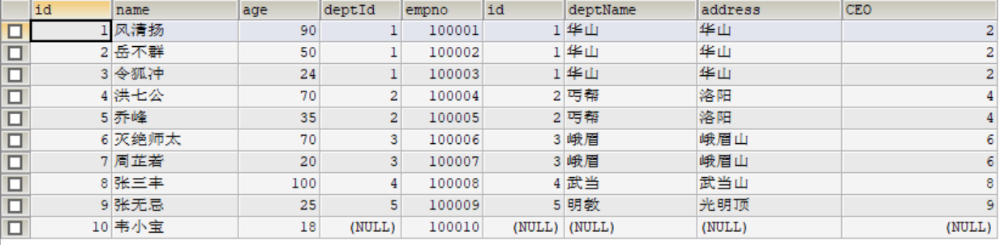 id name age deptId empno id deptName address CEO
1 风清扬 90 1 100001 1 华山 华山 2
2 岳不群 50 1 100002 1 华山 华山 2
3 令狐冲 24 1 100003 1 华山 华山 2
4 洪七公 70 2 100004 2 丐帮 洛阳 4
5 乔峰 35 2 100005 2 丐帮 洛阳 4
6 灭绝师太 70 3 100006 3 峨眉 峨眉山 6
7 周芷若 20 3 100007 3 峨眉 峨眉山 6
8 张三丰 100 4 100008 4 武当 武当山 8
9 张无忌 25 5 100009 5 明教 光明顶 9
10 韦小宝 18 (NULL) 100010 (NULL) (NULL) (NULL) (NULL)